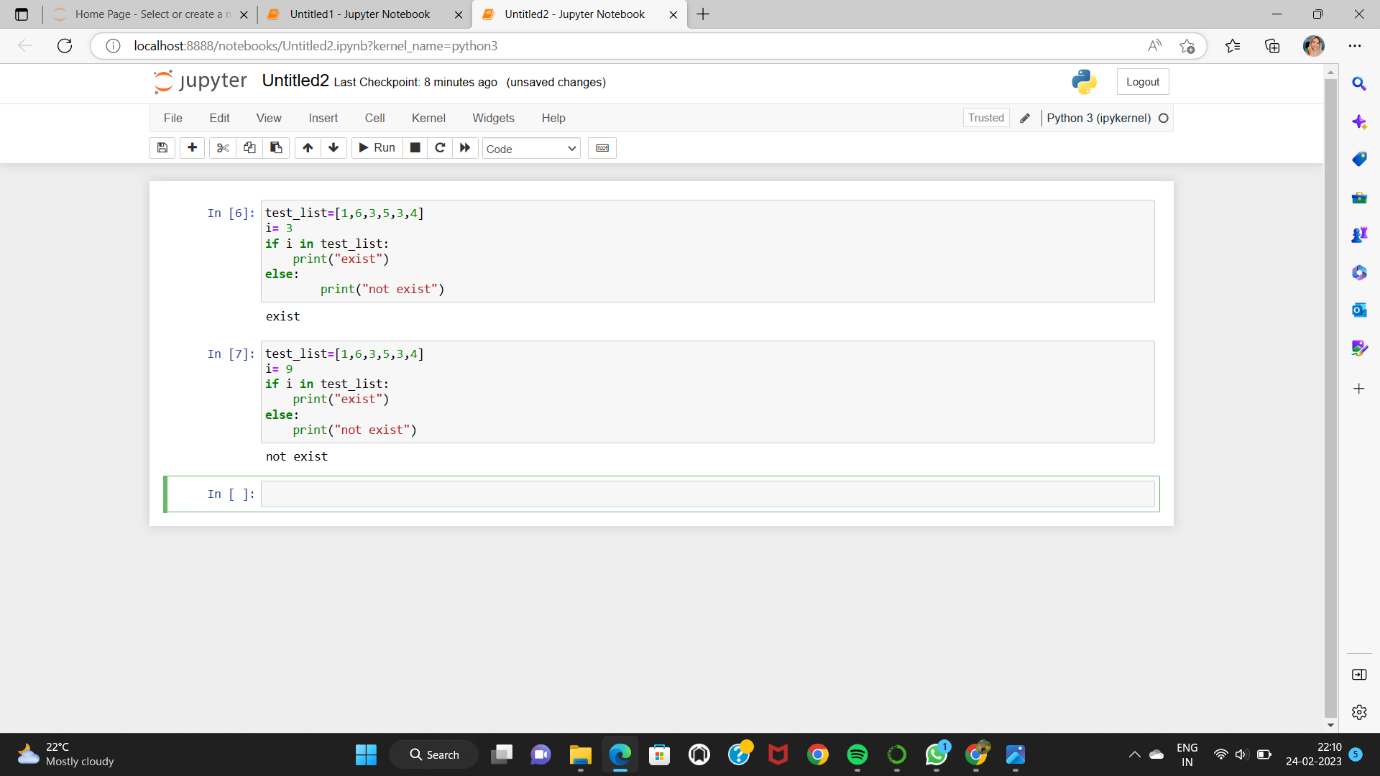 Home Page - Select or create a n
Untitled1 - Jupyter Notebook
Untitled2 - Jupyter Notebook
localhost:8888/notebooks/Untitled2.ipynb?kernel_name=python3
jupyter Untitled2 Last Checkpoint: 8 minutes ago (unsaved changes)
Logout
File Edit View Insert Cell Kernel Widgets Help
Trusted Python 3 (ipykernel)
Run Code
In [6]: test_list=[1,6,3,5,3,4]
i= 3
if i in test_list:
    print("exist")
else:
        print("not exist")
exist
In [7]: test_list=[1,6,3,5,3,4]
i= 9
if i in test_list:
    print("exist")
else:
    print("not exist")
not exist
In [ ]:
22°C
Mostly cloudy
Search
1
ENG
IN
22:10
24-02-2023
5